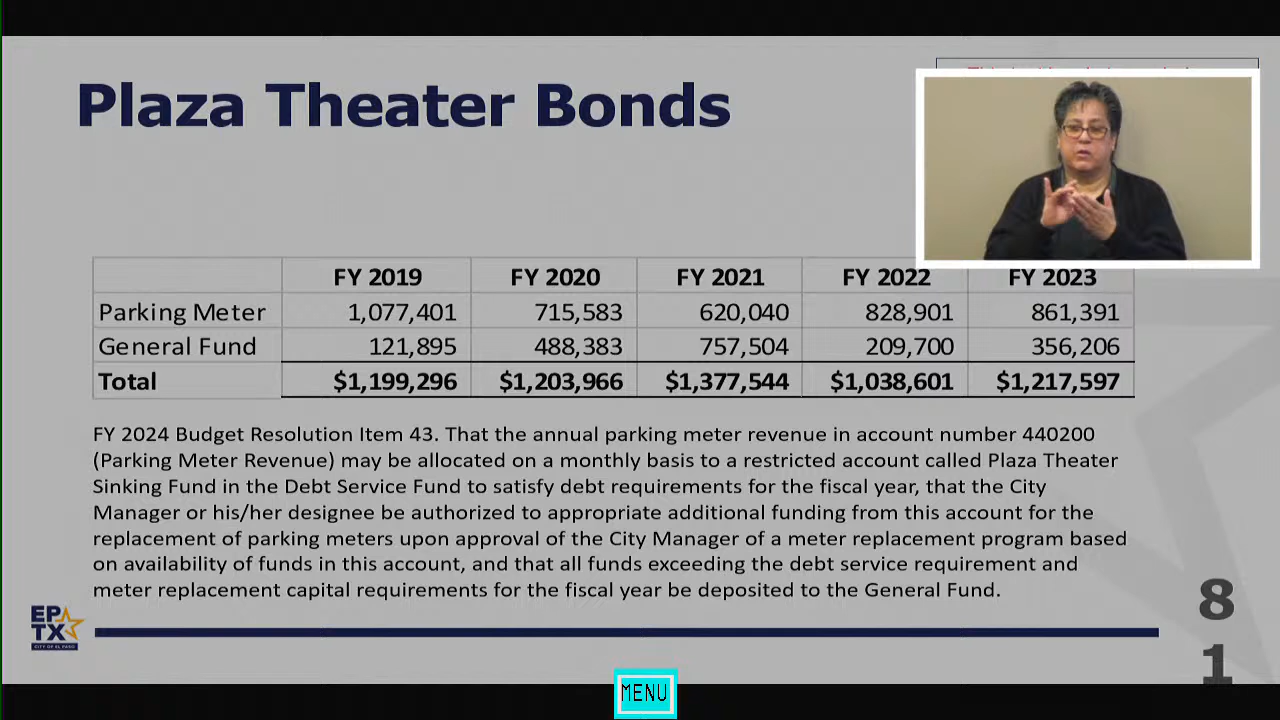 Plaza Theater Bonds
FY 2019 FY 2020 FY 2021 FY 2022 FY 2023
Parking Meter 1,077,401 715,583 620,040 828,901 861,391
General Fund 121,895 488,383 757,504 209,700 356,206
Total $1,199,296 $1,203,966 $1,377,544 $1,038,601 $1,217,597
FY 2024 Budget Resolution Item 43. That the annual parking meter revenue in account number 440200
(Parking Meter Revenue) may be allocated on a monthly basis to a restricted account called Plaza Theater
Sinking Fund in the Debt Service Fund to satisfy debt requirements for the fiscal year, that the City
Manager or his/her designee be authorized to appropriate additional funding from this account for the
replacement of parking meters upon approval of the City Manager of a meter replacement program based
on availability of funds in this account, and that all funds exceeding the debt service requirement and
meter replacement capital requirements for the fiscal year be deposited to the General Fund.
EP
TX
CITY OF EL PASO
8
1
MENU